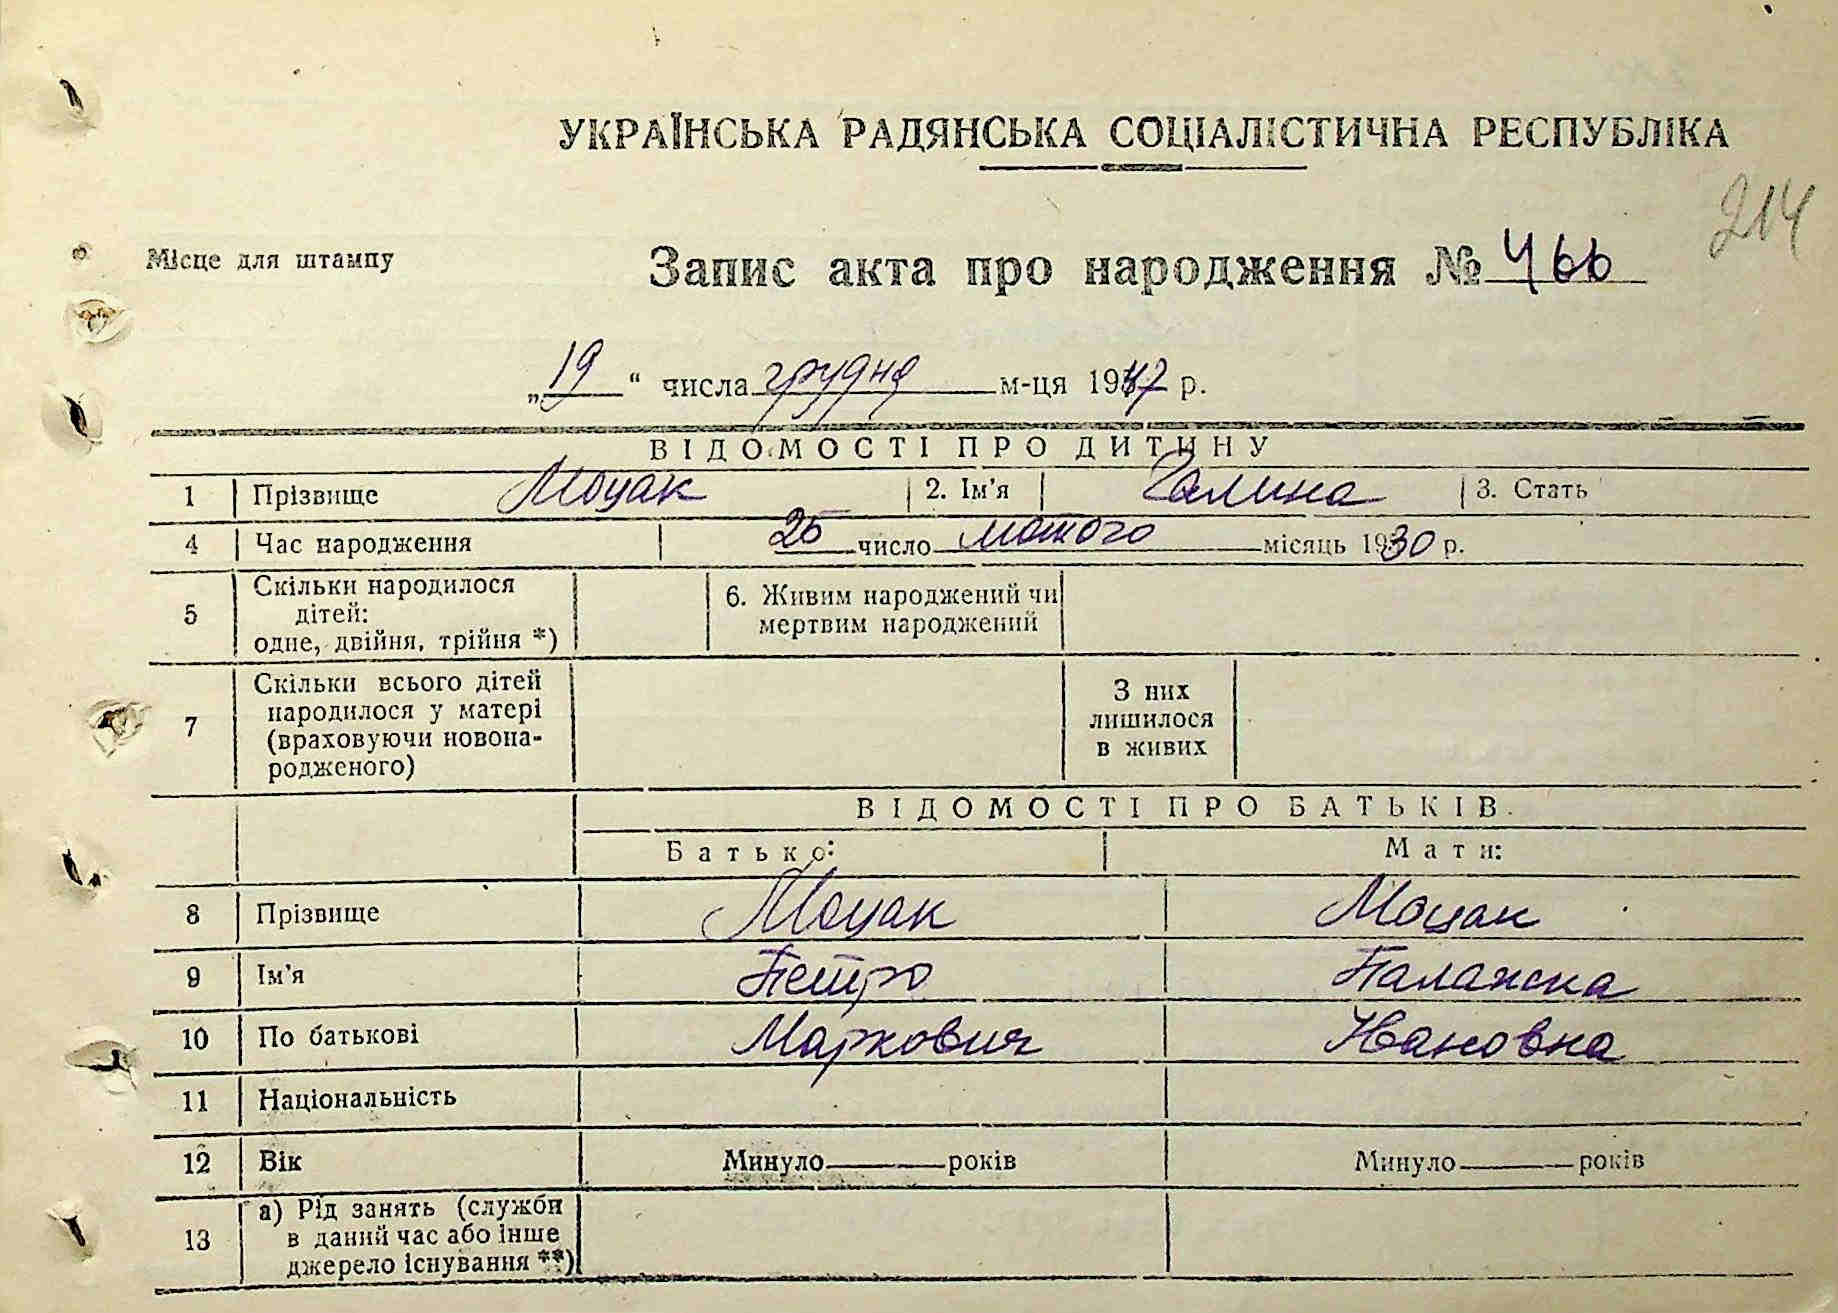 УКРАЇНСЬКА РАДЯНСЬКА СОЦІАЛІСТИЧНА РЕСПУБЛІКА
214
Місце для штампу
Запис акта про народження № 466
„19“ числа грудня м-ця 1947 р.
ВІДОМОСТІ ПРО ДИТИНУ
1 Прізвище Моцак 2. Ім'я Галина 3. Стать
4 Час народження 25 число лютого місяць 1930 р.
5 Скільки народилося дітей: одне, двійня, трійня *) 6. Живим народжений чи мертвим народжений
7 Скільки всього дітей народилося у матері (враховуючи новона-родженого) З них лишилося в живих
ВІДОМОСТІ ПРО БАТЬКІВ.
Батько: Мати:
8 Прізвище Моцак Моцак
9 Ім'я Петро Палажка
10 По батькові Маркович Ивановна
11 Національність
12 Вік Минуло років Минуло років
13 а) Рід занять (служби в даний час або інше джерело існування **)